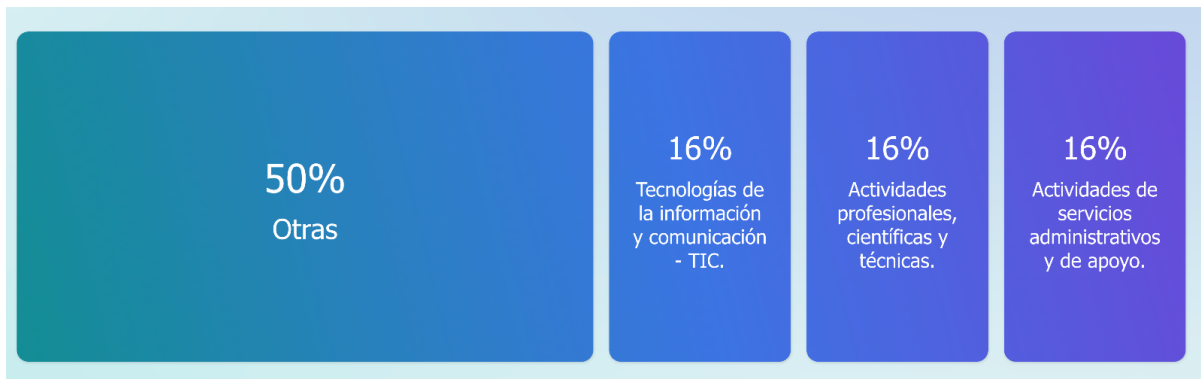 50%
Otras
16%
Tecnologías de
la información
y comunicación
- TIC.
16%
Actividades
profesionales,
científicas y
técnicas.
16%
Actividades de
servicios
administrativos
y de apoyo.